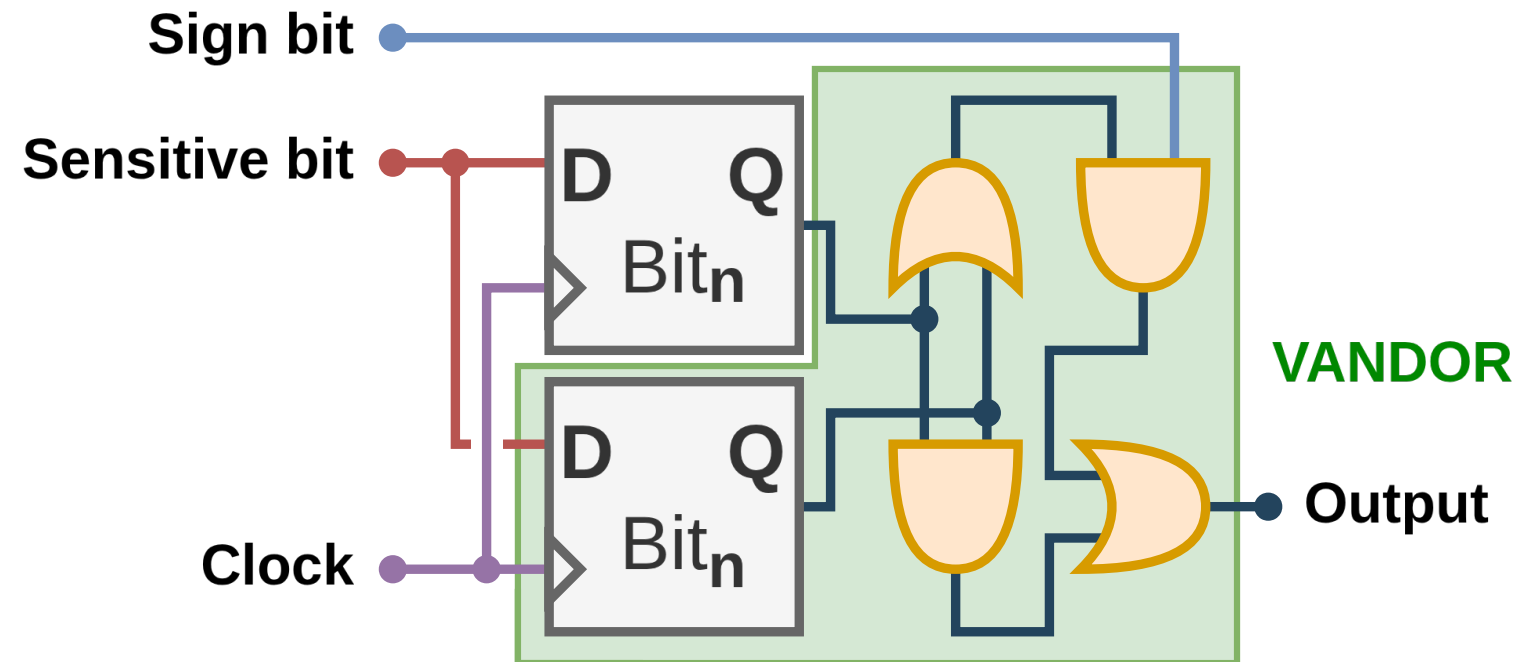 Sign bit
Sensitive bit
D Q
Bitn
VANDOR
D Q
Output
Bitn
Clock